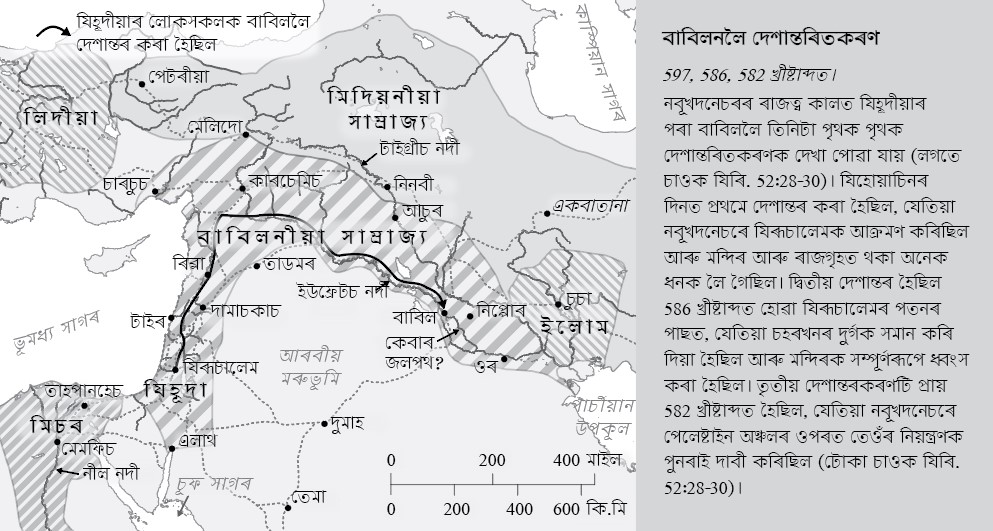 যিহূদীয়াৰ লোকসকলক বাবিললৈ
দেশান্তৰ কৰা হৈছিল
কাস্পিয়ান সাগৰ
পেটৰীয়া
লিদীয়া
মিদিয়নীয়া
সাম্ৰাজ্য
মেলিদো
টাইগ্ৰীচ নদী
চাৰচুচ
কাৰচেমিচ
নিনবী
আচুৰ
একবাতানা
বাবিলনীয়া সাম্ৰাজ্য
ৰিব্লা
তাডমৰ
ইউফ্ৰেটচ নদী
চুচা
টাইৰ
দামাচকাচ
বাবিল
নিপ্পোৰ
ইলোম
ভূমধ্য সাগৰ
কেবাৰ
জলপথ?
আৰবীয়
মৰুভূমি
ওৰ
যিৰূচালেম
তাহপানহেচ
যিহূদা
পাৰ্চীয়ান
উপকূল
মিচৰ
দুমাহ
মেমফিচ
এলাথ
নীল নদী
চূফ সাগৰ
তেমা
0 200 400 মাইল
0 200 400 600 কি.মি
বাবিলনলৈ দেশান্তৰিতকৰণ
597, 586, 582 খ্ৰীষ্টাব্দত।
নবূখদনেচৰৰ ৰাজত্ব কালত যিহূদীয়াৰ
পৰা বাবিললৈ তিনিটা পৃথক পৃথক
দেশান্তৰিতকৰণক দেখা পোৱা যায় (লগতে
চাওক যিৰি. 52:28-30)। যিহোয়াচিনৰ
দিনত প্ৰথমে দেশান্তৰ কৰা হৈছিল, যেতিয়া
নবূখদনেচৰে যিৰূচালেমক আক্ৰমণ কৰিছিল
আৰু মন্দিৰ আৰু ৰাজগৃহত থকা অনেক
ধনক লৈ গৈছিল। দ্বিতীয় দেশান্তৰ হৈছিল
586 খ্ৰীষ্টাব্দত হোৱা যিৰূচালেমৰ পতনৰ
পাছত, যেতিয়া চহৰখনৰ দুৰ্গক সমান কৰি
দিয়া হৈছিল আৰু মন্দিৰক সম্পূৰ্ণৰূপে ধ্বংস
কৰা হৈছিল। তৃতীয় দেশান্তৰকৰণটি প্ৰায়
582 খ্ৰীষ্টাব্দত হৈছিল, যেতিয়া নবূখদনেচৰে
পেলেষ্টাইন অঞ্চলৰ ওপৰত তেওঁৰ নিয়ন্ত্ৰণক
পুনৰাই দাবী কৰিছিল (টোকা চাওক যিৰি.
52:28-30)।